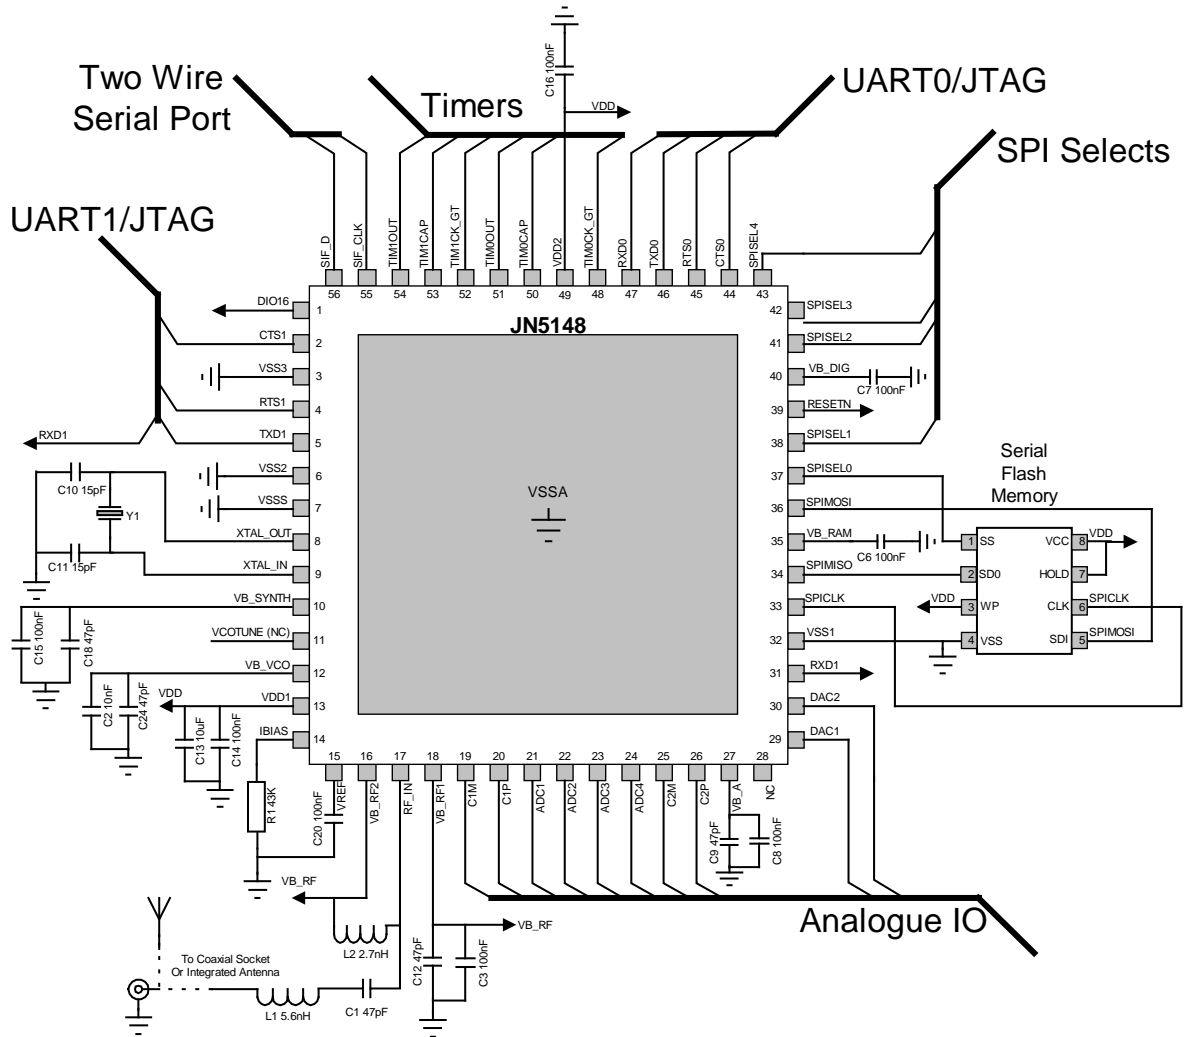 C16 100nF
Two Wire
Serial Port
Timers
VDD
UART0/JTAG
SPI Selects
UART1/JTAG
SIF_D
SIF_CLK
TIM1OUT
TIM1CAP
TIM1CK_GT
TIM0OUT
TIM0CAP
VDD2
TIM0CK_GT
RXD0
TXD0
RTS0
CTS0
SPISEL4
56
55
54
53
52
51
50
49
48
47
46
45
44
43
JN5148
VSSA
DIO16
1
CTS1
2
VSS3
3
RTS1
4
RXD1
TXD1
5
VSS2
6
C10 15pF
VSSS
7
Y1
XTAL_OUT
8
C11 15pF
XTAL_IN
9
VB_SYNTH
10
C15 100nF
C18 47pF
VCOTUNE (NC)
11
VB_VCO
12
C2 10nF
C24 47pF
VDD
VDD1
13
C13 10uF
C14 100nF
IBIAS
14
R1 43K
42
SPISEL3
41
SPISEL2
40
VB_DIG
C7 100nF
39
RESETN
38
SPISEL1
37
SPISEL0
36
SPIMOSI
35
VB_RAM
C6 100nF
34
SPIMISO
33
SPICLK
32
VSS1
31
RXD1
30
DAC2
29
DAC1
Serial
Flash
Memory
1
SS
VCC
8
VDD
2
SD0
HOLD
7
VDD
3
WP
CLK
6
SPICLK
4
VSS
SDI
5
SPIMOSI
15
16
17
18
19
20
21
22
23
24
25
26
27
28
VREF
VB_RF2
RF_IN
VB_RF1
C1M
C1P
ADC1
ADC2
ADC3
ADC4
C2M
C2P
VB_A
NC
C20 100nF
C9 47pF
C8 100nF
VB_RF
L2 2.7nH
VB_RF
C12 47pF
C3 100nF
Analogue IO
To Coaxial Socket
Or Integrated Antenna
L1 5.6nH
C1 47pF